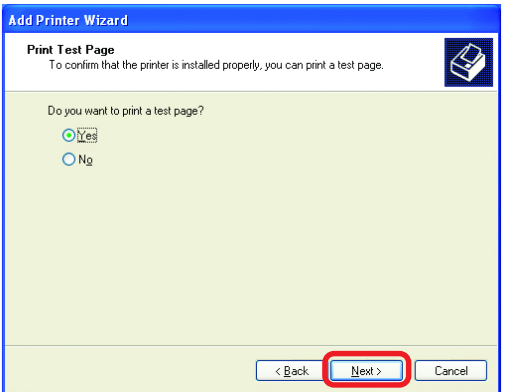 Add Printer Wizard
Print Test Page
To confirm that the printer is installed properly, you can print a test page.
Do you want to print a test page?
Yes
No
< Back Next > Cancel